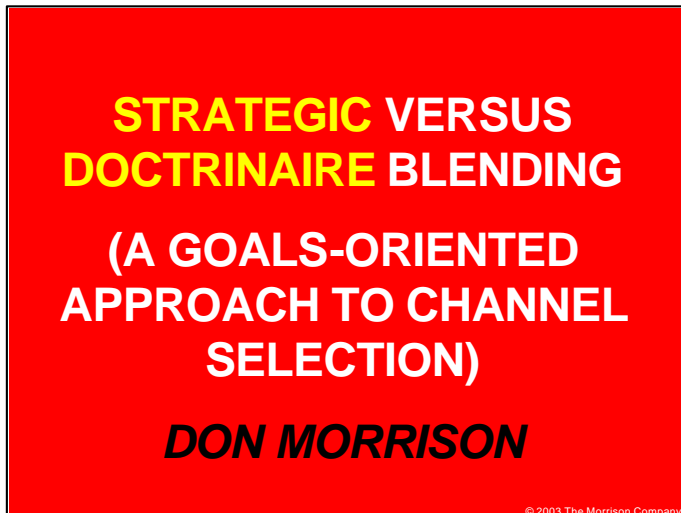 STRATEGIC VERSUS
DOCTRINAIRE BLENDING
(A GOALS-ORIENTED
APPROACH TO CHANNEL
SELECTION)
DON MORRISON
© 2003 The Morrison Company